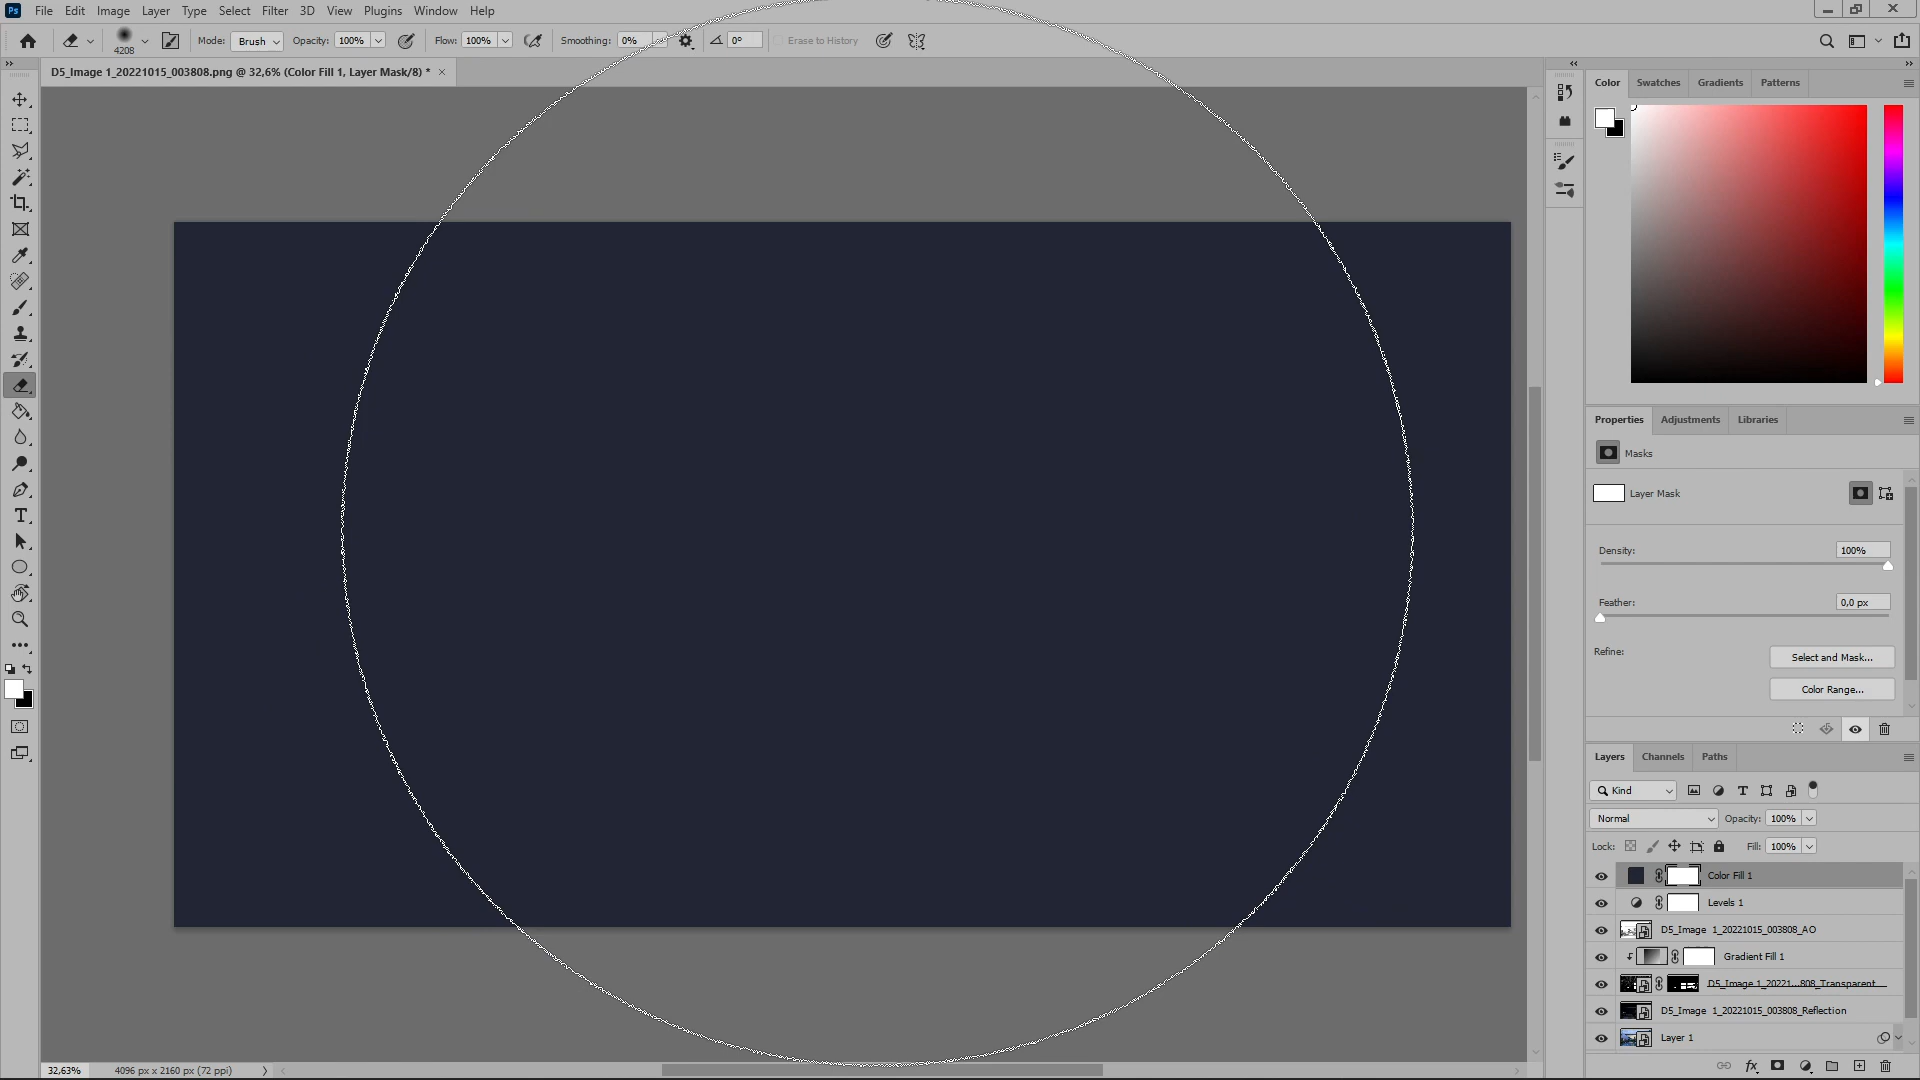 Ps File Edit Image Layer Type Select Filter 3D View Plugins Window Help
4208 Mode: Brush Opacity: 100% Flow: 100% Smoothing: 0% 0° Erase to History
D5_Image 1_20221015_003808.png @ 32,6% (Color Fill 1, Layer Mask/8) * ×
Color Swatches Gradients Patterns
Properties Adjustments Libraries
Masks
Layer Mask
Density: 100%
Feather: 0,0 px
Refine: Select and Mask...
Color Range...
Layers Channels Paths
Kind
Normal Opacity: 100%
Lock: Fill: 100%
Color Fill 1
Levels 1
D5_Image 1_20221015_003808_AO
Gradient Fill 1
D5_Image 1_20221...808_Transparent
D5_Image 1_20221015_003808_Reflection
Layer 1
fx
32,63% 4096 px x 2160 px (72 ppi)